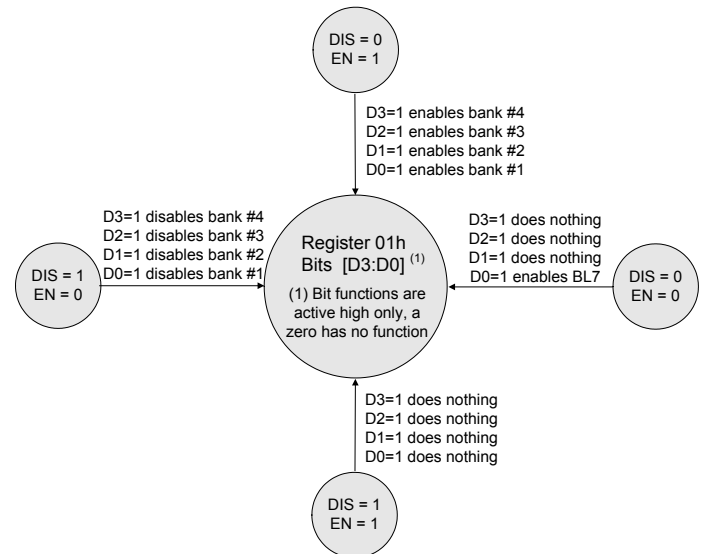 DIS = 0
EN = 1
D3=1 enables bank #4
D2=1 enables bank #3
D1=1 enables bank #2
D0=1 enables bank #1
D3=1 disables bank #4
D2=1 disables bank #3
D1=1 disables bank #2
D0=1 disables bank #1
DIS = 1
EN = 0
Register 01h
Bits [D3:D0] (1)
(1) Bit functions are
active high only, a
zero has no function
D3=1 does nothing
D2=1 does nothing
D1=1 does nothing
D0=1 enables BL7
DIS = 0
EN = 0
D3=1 does nothing
D2=1 does nothing
D1=1 does nothing
D0=1 does nothing
DIS = 1
EN = 1